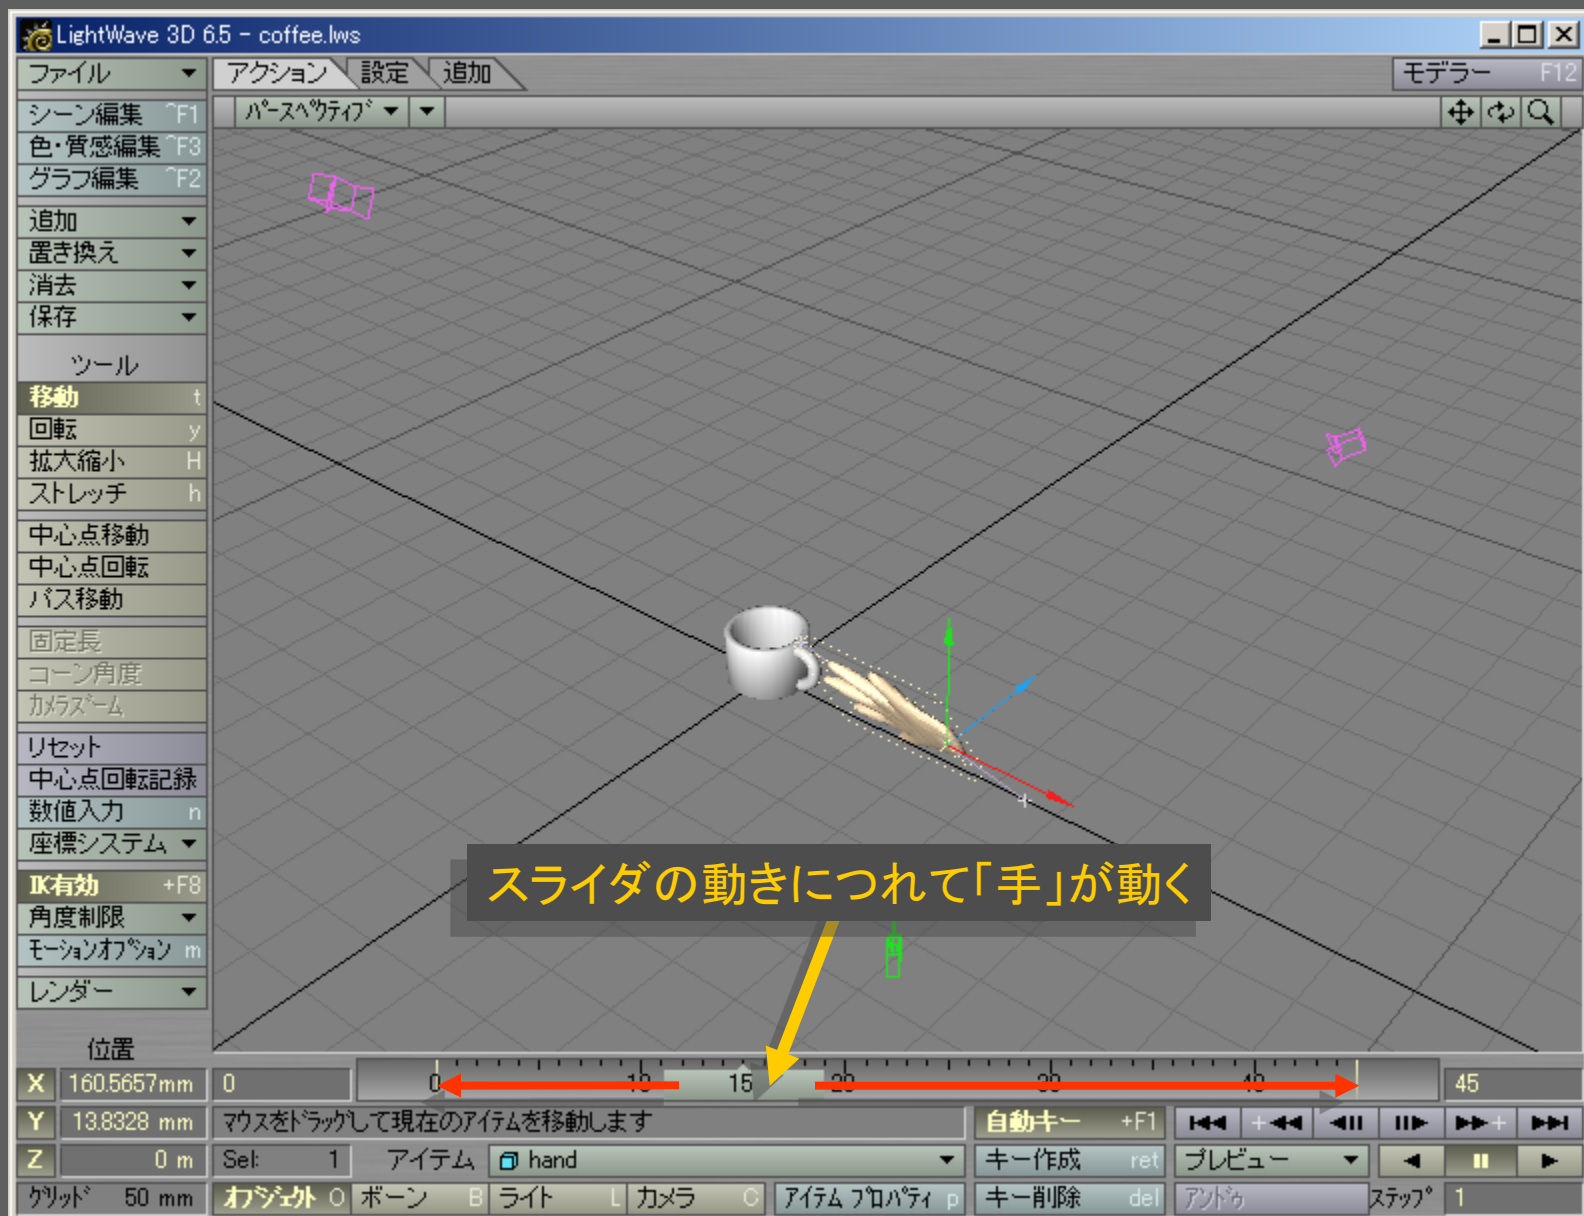 LightWave 3D 6.5 - coffee.lws
ファイル
アクション 設定 追加
モデラー F12
パースペクティブ
シーン編集 ^F1
色・質感編集 ^F3
グラフ編集 ^F2
追加
置き換え
消去
保存
ツール
移動 t
回転 y
拡大縮小 H
ストレッチ h
中心点移動
中心点回転
パス移動
固定長
コーン角度
カメラズーム
リセット
中心点回転記録
数値入力 n
座標システム
IK有効 +F8
角度制限
モーションオプション m
レンダー
スライダの動きにつれて「手」が動く
位置
X 160.5657mm 0
0 10 15 20 30 40
45
Y 13.8328 mm マウスをドラッグして現在のアイテムを移動します 自動キー +F1
Z 0 m Sel: 1 アイテム hand キー作成 ret プレビュー
グリッド 50 mm オブジェクト O ボーン B ライト L カメラ C アイテム プロパティ p キー削除 del アンドゥ ステップ 1